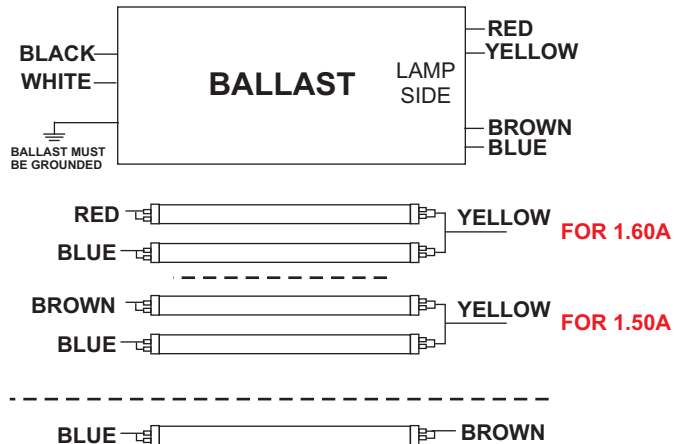 RED
BLACK
YELLOW
WHITE
BALLAST
LAMP
SIDE
BALLAST MUST
BE GROUNDED
BROWN
BLUE
RED
YELLOW
FOR 1.60A
BLUE
BROWN
YELLOW
FOR 1.50A
BLUE
BLUE
BROWN